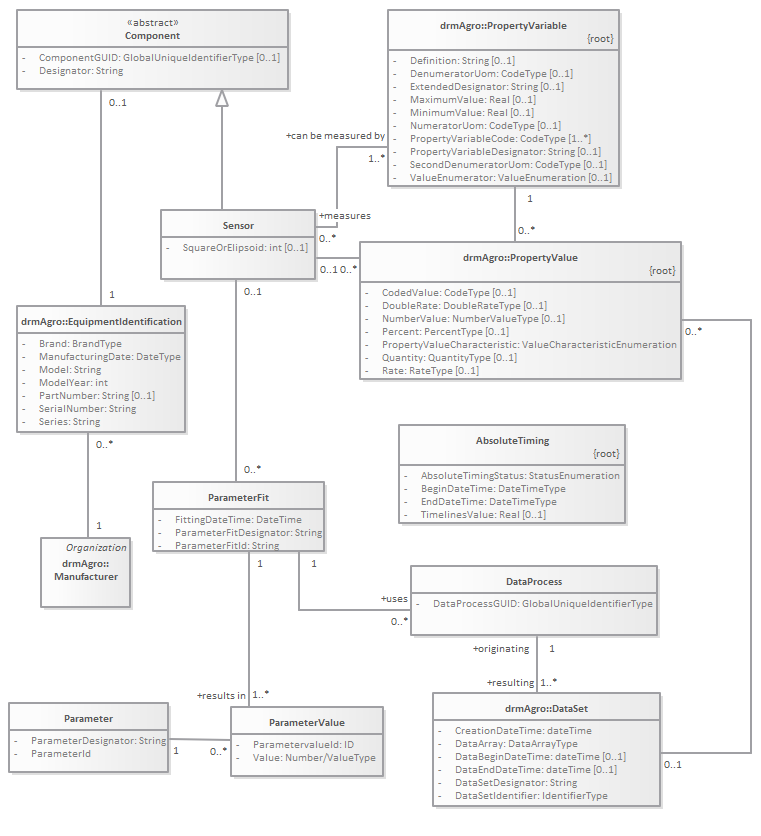 «abstract»
Component
- ComponentGUID: GlobalUniqueIdentifierType [0..1]
- Designator: String
drmAgro::PropertyVariable
{root}
- Definition: String [0..1]
- DenumeratorUom: CodeType [0..1]
- ExtendedDesignator: String [0..1]
- MaximumValue: Real [0..1]
- MinimumValue: Real [0..1]
- NumeratorUom: CodeType [0..1]
- PropertyVariableCode: CodeType [1..*]
- PropertyVariableDesignator: String [0..1]
- SecondDenumeratorUom: CodeType [0..1]
- ValueEnumerator: ValueEnumeration [0..1]
0..1
+can be measured by
1..*
1
+measures
0..*
0..*
Sensor
- SquareOrElipsoid: int [0..1]
0..1 0..*
0..1
drmAgro::PropertyValue
{root}
- CodedValue: CodeType [0..1]
- DoubleRate: DoubleRateType [0..1]
- NumberValue: NumberValueType [0..1]
- Percent: PercentType [0..1]
- PropertyValueCharacteristic: ValueCharacteristicEnumeration
- Quantity: QuantityType [0..1]
- Rate: RateType [0..1]
0..*
1
drmAgro::EquipmentIdentification
- Brand: BrandType
- ManufacturingDate: DateType
- Model: String
- ModelYear: int
- PartNumber: String [0..1]
- SerialNumber: String
- Series: String
0..*
1
Organization
drmAgro::
Manufacturer
AbsoluteTiming
{root}
- AbsoluteTimingStatus: StatusEnumeration
- BeginDateTime: DateTimeType
- EndDateTime: DateTimeType
- TimelinesValue: Real [0..1]
0..*
ParameterFit
- FittingDateTime: DateTime
- ParameterFitDesignator: String
- ParameterFitId: String
1
1
+uses
0..*
DataProcess
- DataProcessGUID: GlobalUniqueIdentifierType
+originating
1
+resulting
1..*
+results in
1..*
Parameter
- ParameterDesignator: String
- ParameterId
1
0..*
ParameterValue
- ParametervalueId: ID
- Value: Number/ValueType
drmAgro::DataSet
- CreationDateTime: dateTime
- DataArray: DataArrayType
- DataBeginDateTime: dateTime [0..1]
- DataEndDateTime: dateTime [0..1]
- DataSetDesignator: String
- DataSetIdentifier: IdentifierType
0..1